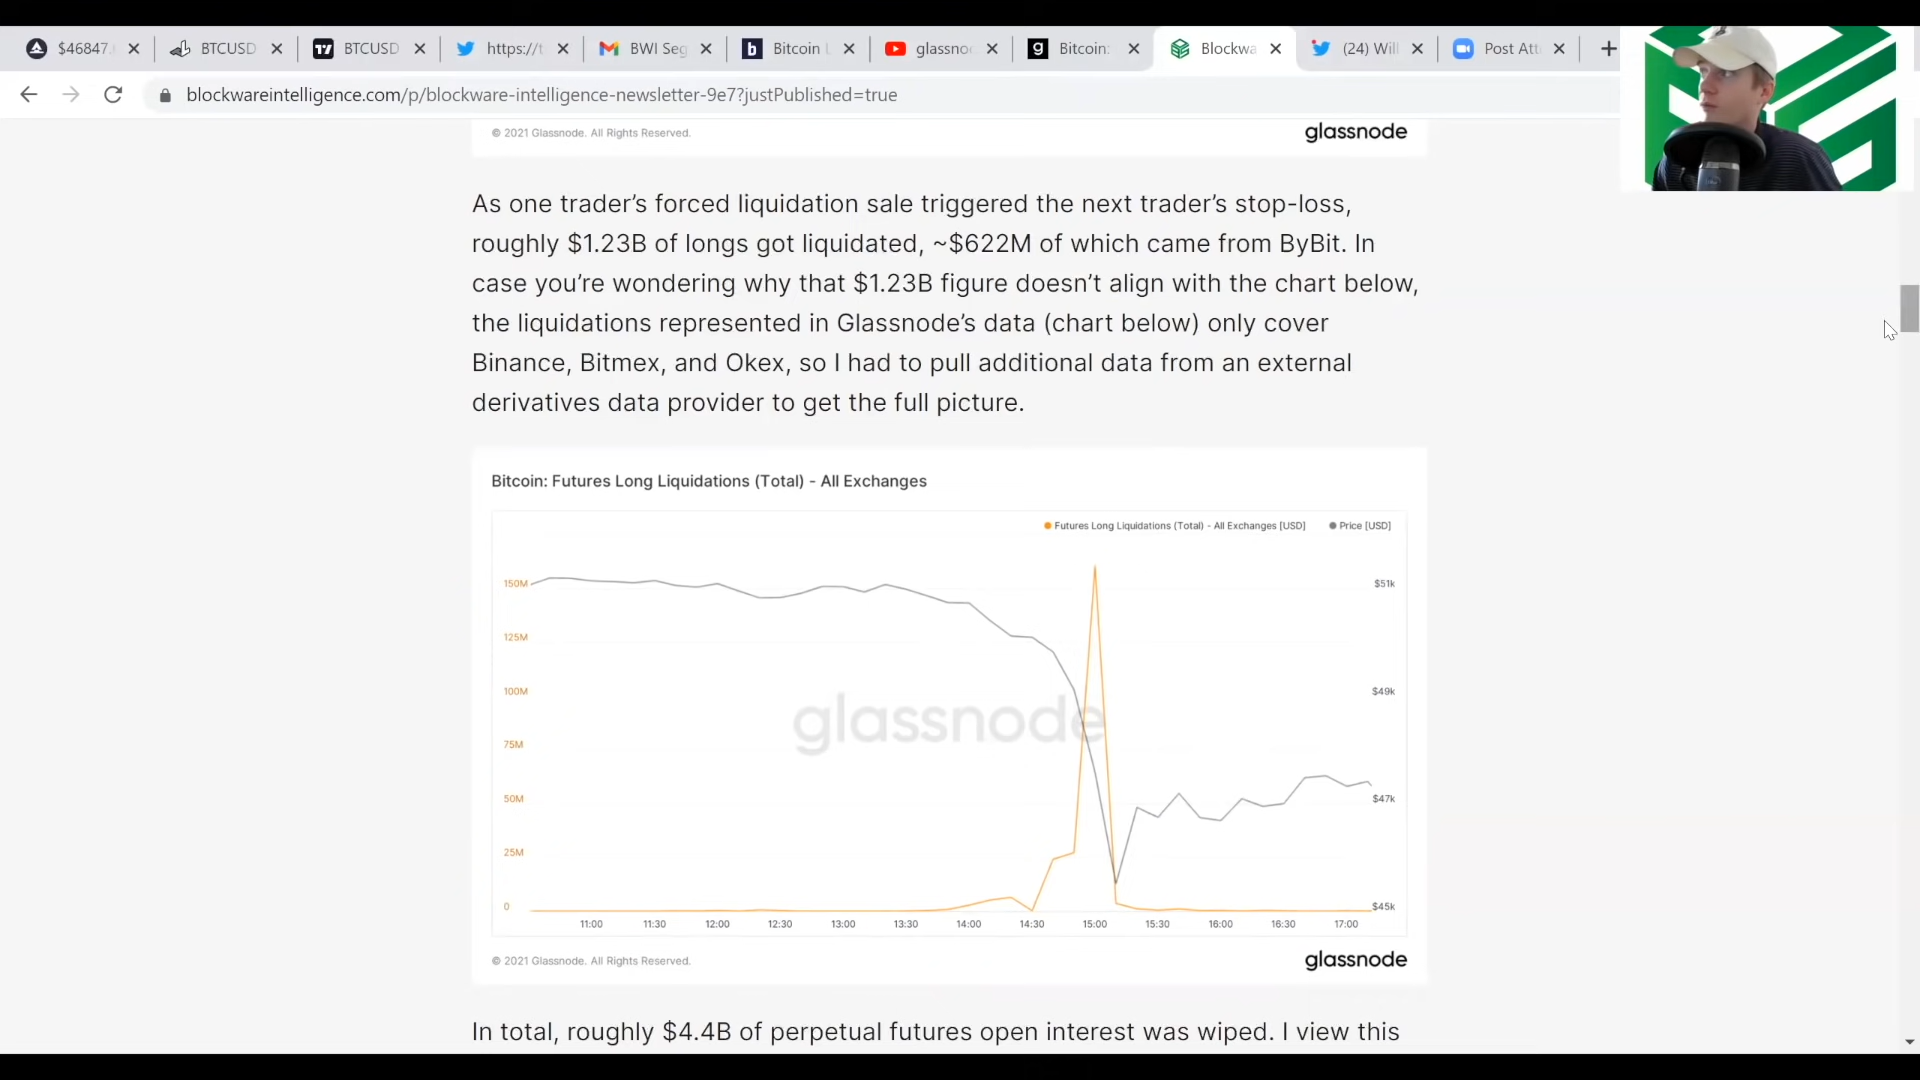 $46847.
BTCUSD
BTCUSD
https://t
BWI Seg
Bitcoin L
glassno
Bitcoin:
Blockwa
(24) Will
Post Att
blockwareintelligence.com/p/blockware-intelligence-newsletter-9e7?justPublished=true
© 2021 Glassnode. All Rights Reserved.
glassnode
As one trader’s forced liquidation sale triggered the next trader’s stop-loss,
roughly $1.23B of longs got liquidated, ~$622M of which came from ByBit. In
case you’re wondering why that $1.23B figure doesn’t align with the chart below,
the liquidations represented in Glassnode’s data (chart below) only cover
Binance, Bitmex, and Okex, so I had to pull additional data from an external
derivatives data provider to get the full picture.
Bitcoin: Futures Long Liquidations (Total) - All Exchanges
Futures Long Liquidations (Total) - All Exchanges [USD] Price [USD]
150M $51k
125M
100M $49k
glassnode
75M
50M $47k
25M
0 $45k
11:00 11:30 12:00 12:30 13:00 13:30 14:00 14:30 15:00 15:30 16:00 16:30 17:00
© 2021 Glassnode. All Rights Reserved.
glassnode
In total, roughly $4.4B of perpetual futures open interest was wiped. I view this